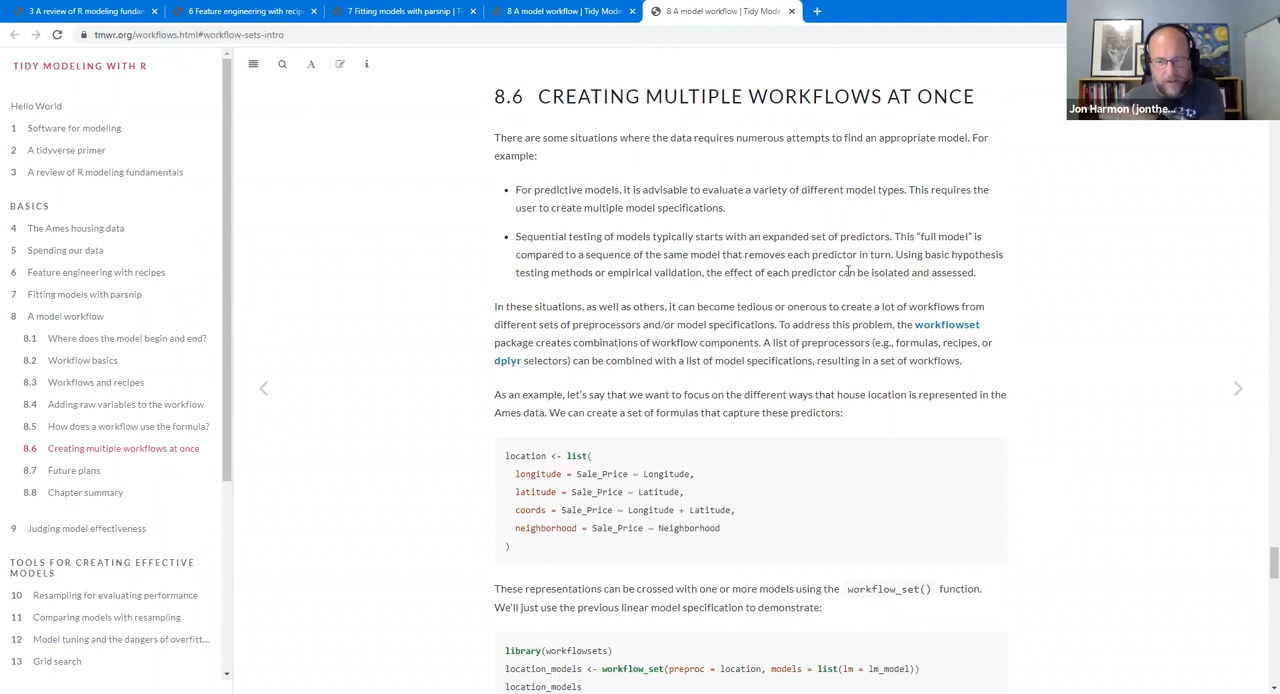 3 A review of R modeling funda
6 Feature engineering with recip
7 Fitting models with parsnip | T
8 A model workflow | Tidy Mode
8 A model workflow | Tidy Mode
tmwr.org/workflows.html#workflow-sets-intro
Jon Harmon (jonthe...
TIDY MODELING WITH R
Hello World
1 Software for modeling
2 A tidyverse primer
3 A review of R modeling fundamentals
BASICS
4 The Ames housing data
5 Spending our data
6 Feature engineering with recipes
7 Fitting models with parsnip
8 A model workflow
8.1 Where does the model begin and end?
8.2 Workflow basics
8.3 Workflows and recipes
8.4 Adding raw variables to the workflow
8.5 How does a workflow use the formula?
8.6 Creating multiple workflows at once
8.7 Future plans
8.8 Chapter summary
9 Judging model effectiveness
TOOLS FOR CREATING EFFECTIVE
MODELS
10 Resampling for evaluating performance
11 Comparing models with resampling
12 Model tuning and the dangers of overfitt...
13 Grid search
8.6 CREATING MULTIPLE WORKFLOWS AT ONCE
There are some situations where the data requires numerous attempts to find an appropriate model. For
example:
• For predictive models, it is advisable to evaluate a variety of different model types. This requires the
user to create multiple model specifications.
• Sequential testing of models typically starts with an expanded set of predictors. This “full model” is
compared to a sequence of the same model that removes each predictor in turn. Using basic hypothesis
testing methods or empirical validation, the effect of each predictor can be isolated and assessed.
In these situations, as well as others, it can become tedious or onerous to create a lot of workflows from
different sets of preprocessors and/or model specifications. To address this problem, the workflowset
package creates combinations of workflow components. A list of preprocessors (e.g., formulas, recipes, or
dplyr selectors) can be combined with a list of model specifications, resulting in a set of workflows.
As an example, let’s say that we want to focus on the different ways that house location is represented in the
Ames data. We can create a set of formulas that capture these predictors:
location <- list(
longitude = Sale_Price ~ Longitude,
latitude = Sale_Price ~ Latitude,
coords = Sale_Price ~ Longitude + Latitude,
neighborhood = Sale_Price ~ Neighborhood
)
These representations can be crossed with one or more models using the workflow_set() function.
We’ll just use the previous linear model specification to demonstrate:
library(workflowsets)
location_models <- workflow_set(preproc = location, models = list(lm = lm_model))
location_models